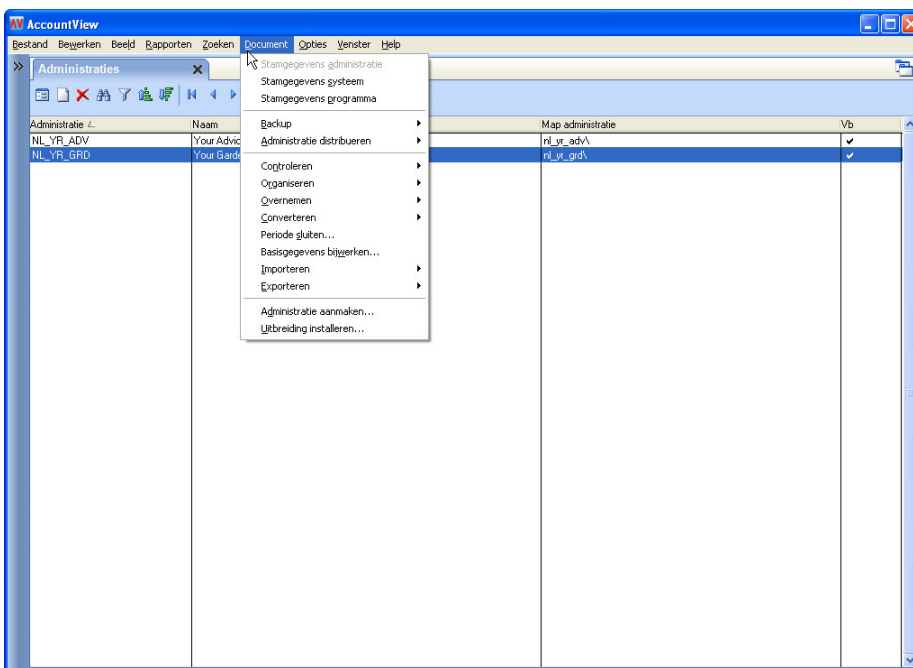 AV AccountView
Bestand Bewerken Beeld Rapporten Zoeken Document Opties Venster Help
Administraties
Stamgegevens administratie
Stamgegevens systeem
Stamgegevens programma
Backup
Administratie distribueren
Controleren
Organiseren
Overnemen
Converteren
Periode sluiten...
Basisgegevens bijwerken...
Importeren
Exporteren
Administratie aanmaken...
Uitbreiding installeren...
Administratie Naam Map administratie Vb
NL_YR_ADV Your Advic nl_yr_adv\
NL_YR_GRD Your Garde nl_yr_grd\